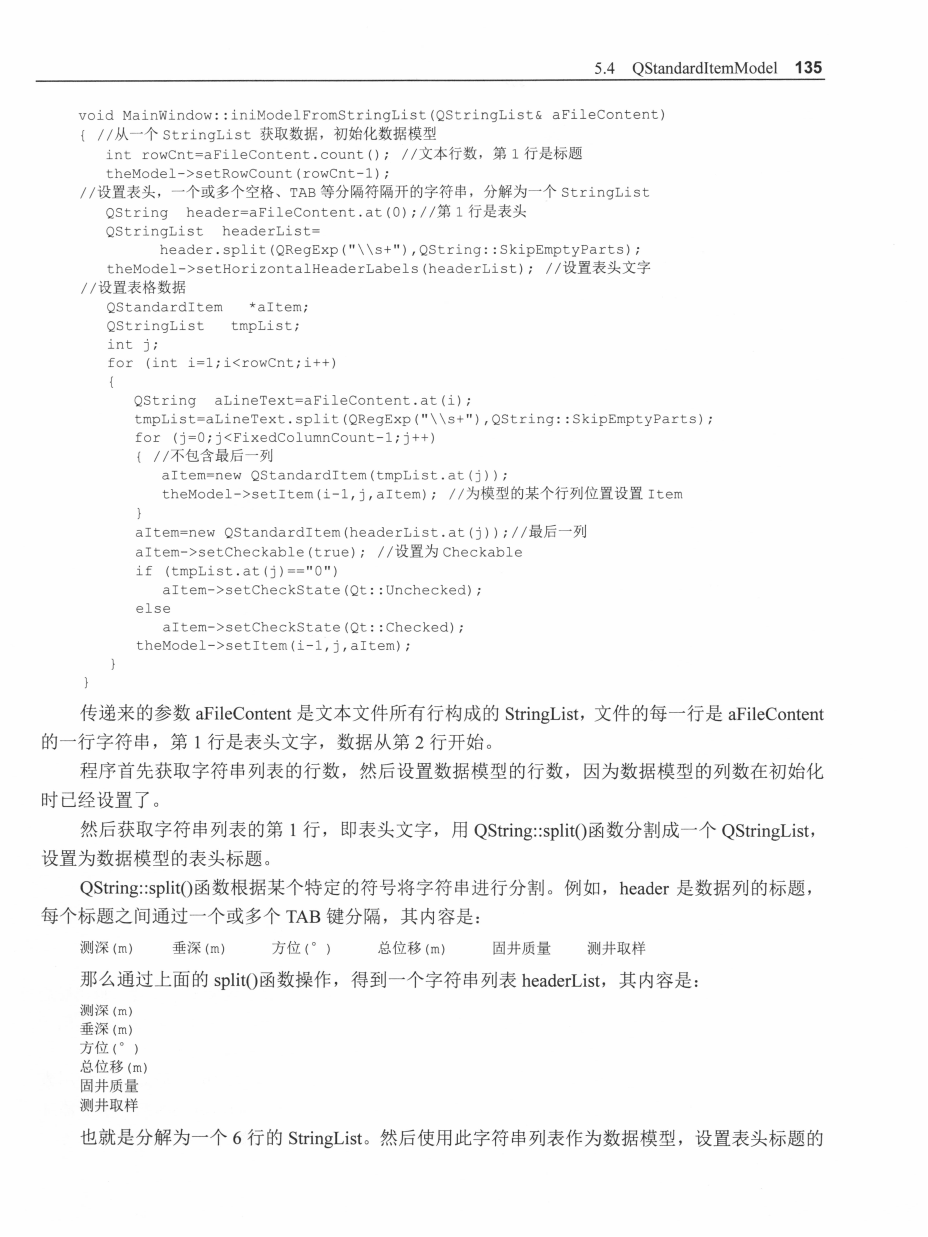 5.4 QStandardItemModel 135
void MainWindow::iniModelFromStringList(QStringList& aFileContent)
{ //从一个 StringList 获取数据，初始化数据模型
int rowCnt=aFileContent.count(); //文本行数，第 1 行是标题
theModel->setRowCount(rowCnt-1);
//设置表头，一个或多个空格、TAB 等分隔符隔开的字符串，分解为一个 StringList
QString header=aFileContent.at(0);//第 1 行是表头
QStringList headerList=
header.split(QRegExp("\\s+"),QString::SkipEmptyParts);
theModel->setHorizontalHeaderLabels(headerList); //设置表头文字
//设置表格数据
QStandardItem *aItem;
QStringList tmpList;
int j;
for (int i=1;i<rowCnt;i++)
{
QString aLineText=aFileContent.at(i);
tmpList=aLineText.split(QRegExp("\\s+"),QString::SkipEmptyParts);
for (j=0;j<FixedColumnCount-1;j++)
{ //不包含最后一列
aItem=new QStandardItem(tmpList.at(j));
theModel->setItem(i-1,j,aItem); //为模型的某个行列位置设置 Item
}
aItem=new QStandardItem(headerList.at(j));//最后一列
aItem->setCheckable(true); //设置为 Checkable
if (tmpList.at(j)=="0")
aItem->setCheckState(Qt::Unchecked);
else
aItem->setCheckState(Qt::Checked);
theModel->setItem(i-1,j,aItem);
}
}
传递来的参数 aFileContent 是文本文件所有行构成的 StringList，文件的每一行是 aFileContent
的一行字符串，第 1 行是表头文字，数据从第 2 行开始。
程序首先获取字符串列表的行数，然后设置数据模型的行数，因为数据模型的列数在初始化
时已经设置了。
然后获取字符串列表的第 1 行，即表头文字，用 QString::split()函数分割成一个 QStringList，
设置为数据模型的表头标题。
QString::split()函数根据某个特定的符号将字符串进行分割。例如，header 是数据列的标题，
每个标题之间通过一个或多个 TAB 键分隔，其内容是：
测深(m) 垂深(m) 方位(° ) 总位移(m) 固井质量 测井取样
那么通过上面的 split()函数操作，得到一个字符串列表 headerList，其内容是：
测深(m)
垂深(m)
方位(° )
总位移(m)
固井质量
测井取样
也就是分解为一个 6 行的 StringList。然后使用此字符串列表作为数据模型，设置表头标题的